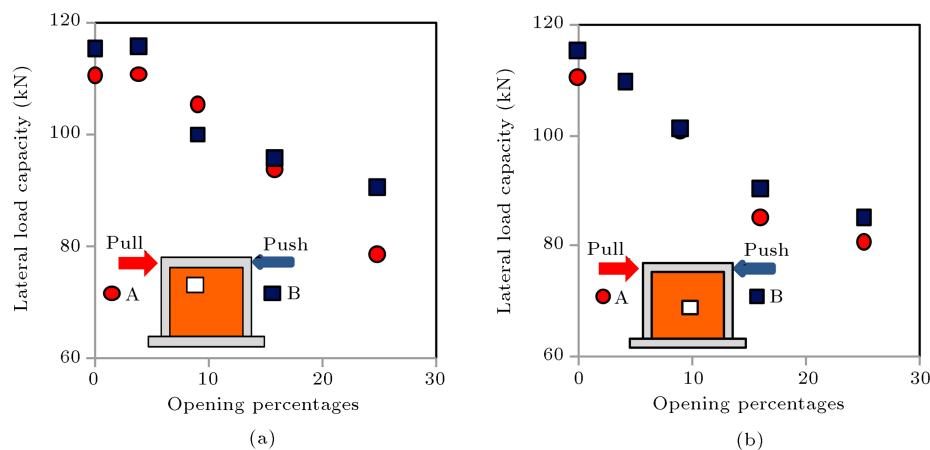 120
100
80
60
0
10
20
30
Lateral load capacity (kN)
Opening percentages
Pull
Push
A
B
(a)
120
100
80
60
0
10
20
30
Lateral load capacity (kN)
Opening percentages
Pull
Push
A
B
(b)